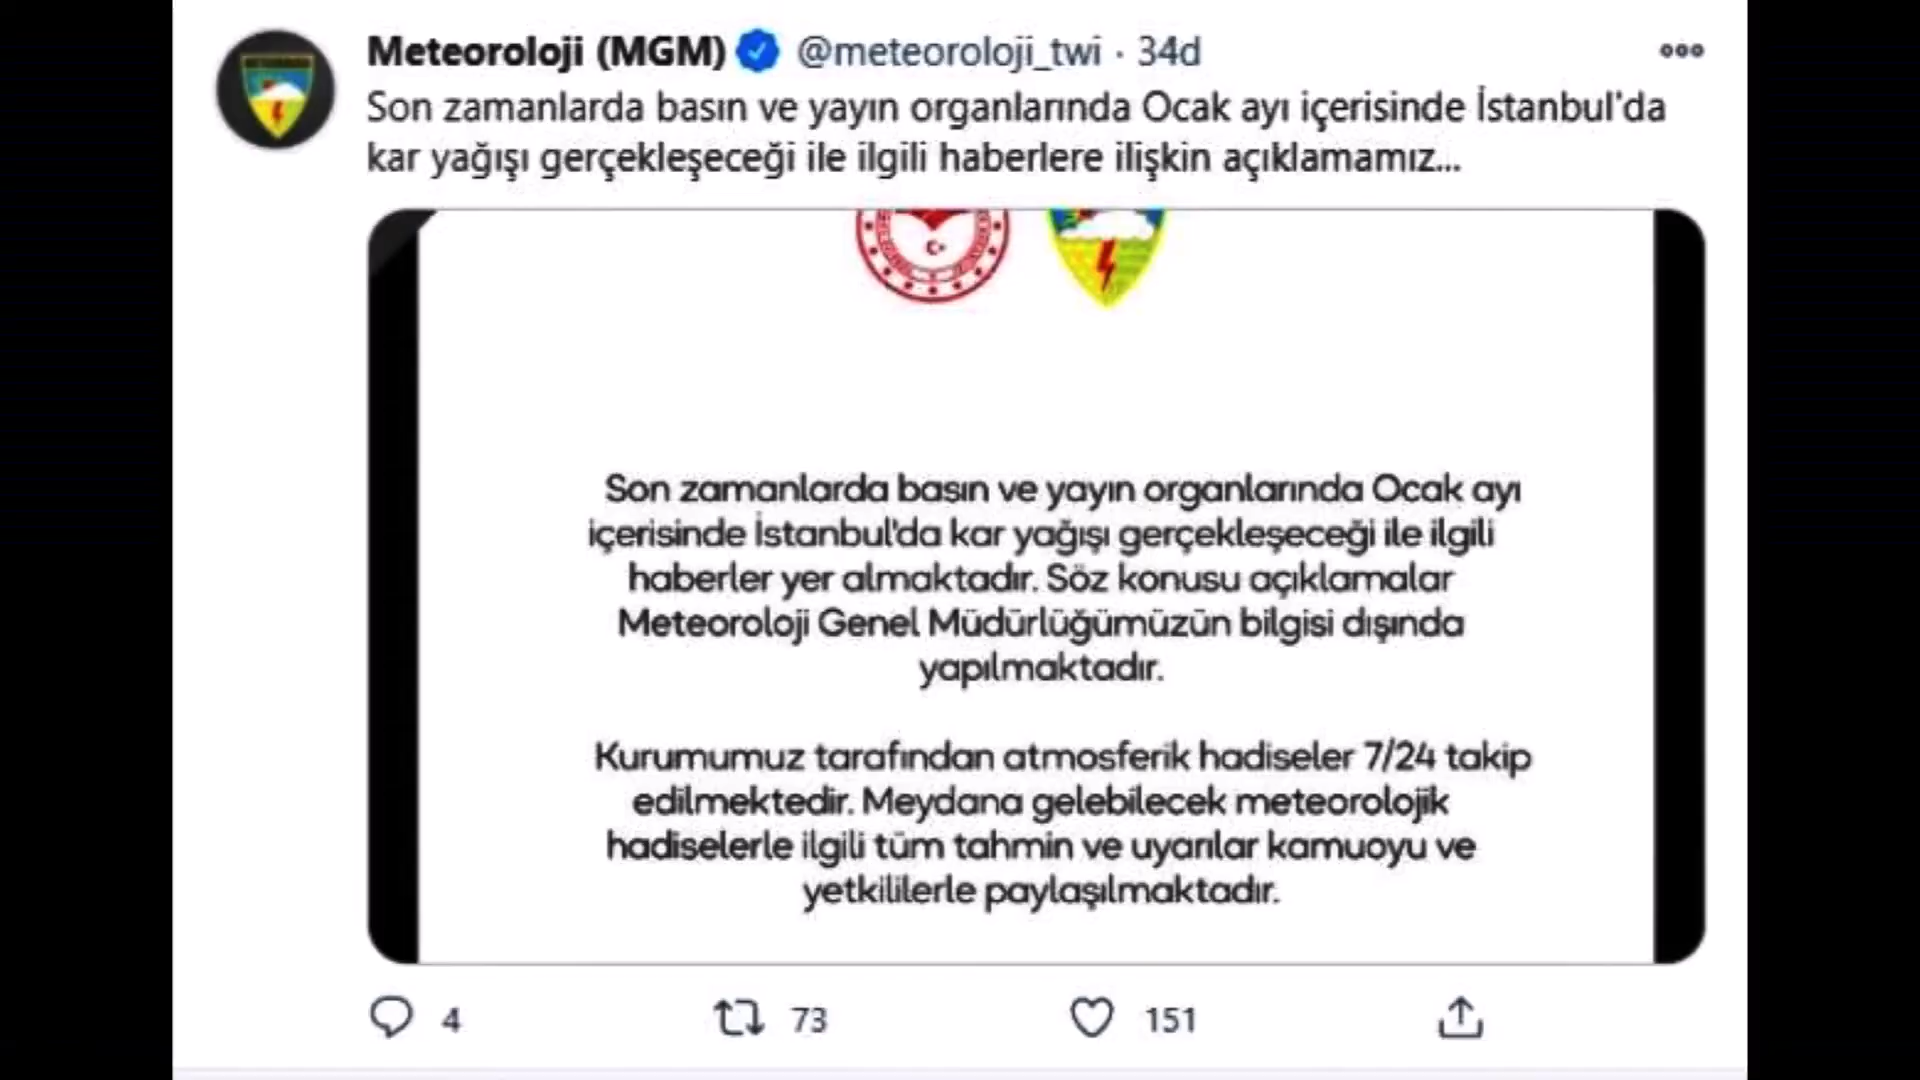 Meteoroloji (MGM) @meteoroloji_twi · 34d
Son zamanlarda basın ve yayın organlarında Ocak ayı içerisinde İstanbul'da
kar yağışı gerçekleşeceği ile ilgili haberlere ilişkin açıklamamız...
Son zamanlarda basın ve yayın organlarında Ocak ayı
içerisinde İstanbul'da kar yağışı gerçekleşeceği ile ilgili
haberler yer almaktadır. Söz konusu açıklamalar
Meteoroloji Genel Müdürlüğümüzün bilgisi dışında
yapılmaktadır.
Kurumumuz tarafından atmosferik hadiseler 7/24 takip
edilmektedir. Meydana gelebilecek meteorolojik
hadiselerle ilgili tüm tahmin ve uyarılar kamuoyu ve
yetkililerle paylaşılmaktadır.
4 73 151